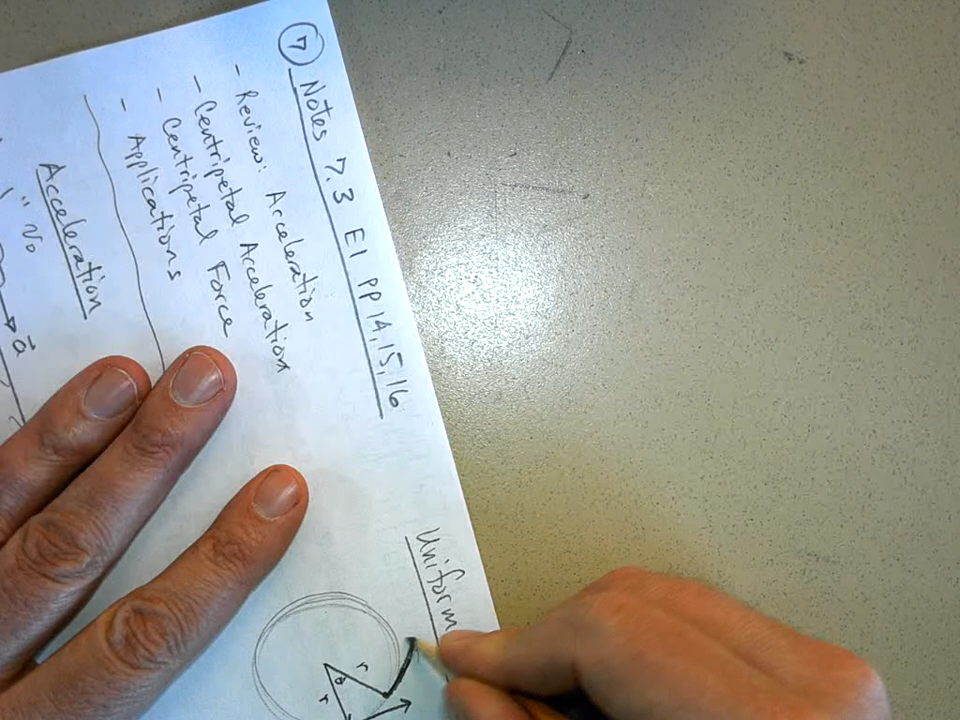 7 Notes 7.3 E1 PP 14, 15, 16
- Review: Acceleration
- Centripetal Acceleration
- Centripetal Force
- Applications
Acceleration
" v₀
a⃗
Uniform
r
θ
r